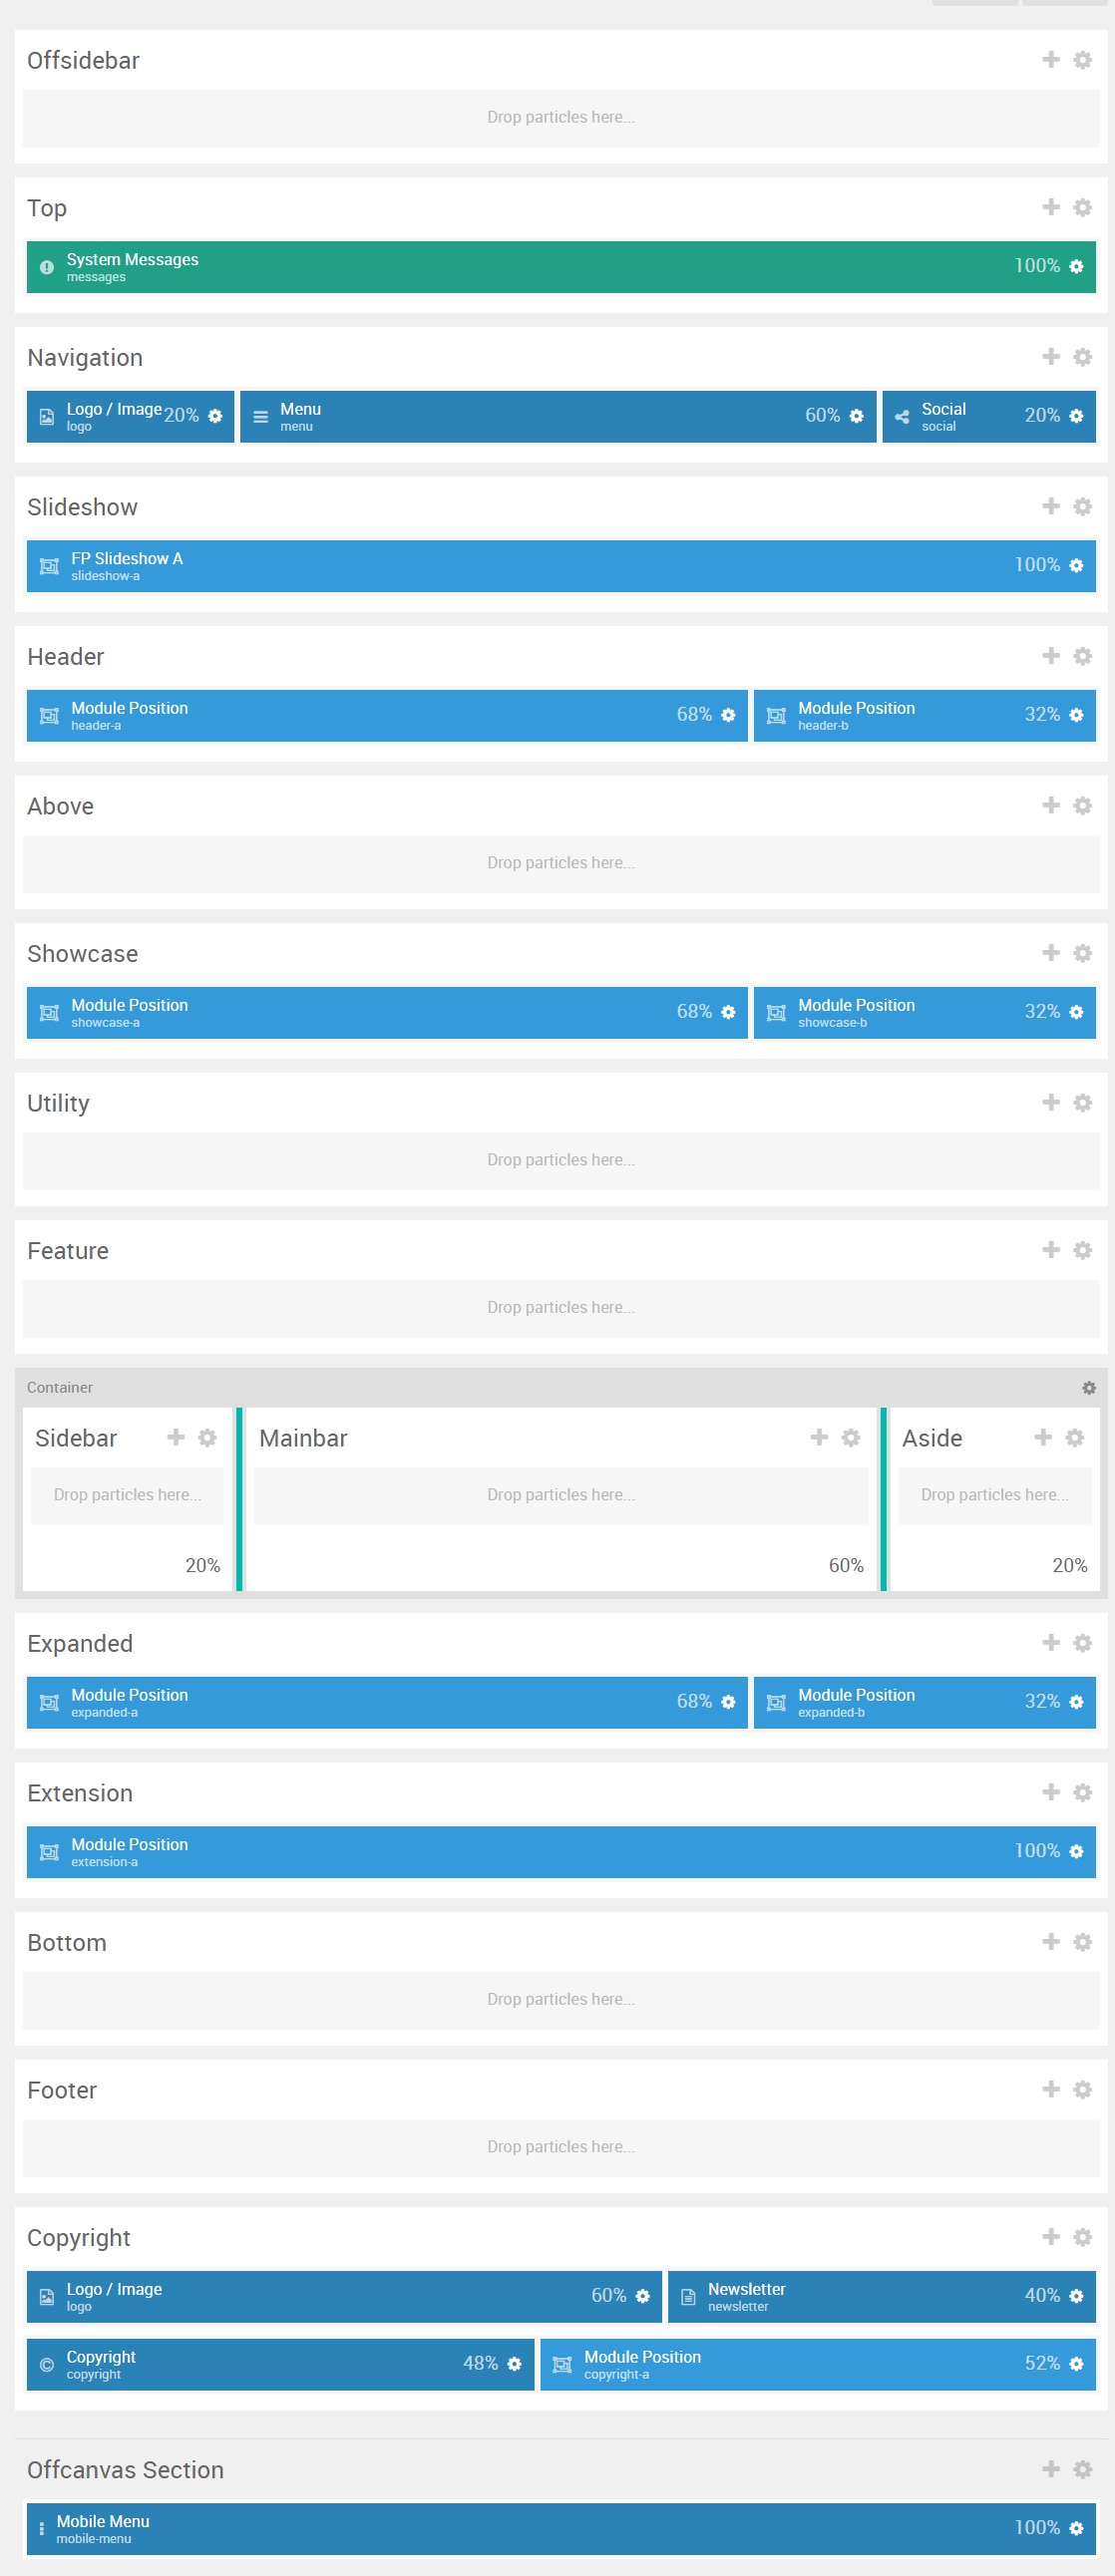 Offsidebar
Drop particles here...
Top
System Messages
messages
100%
Navigation
Logo / Image
logo
20%
Menu
menu
60%
Social
social
20%
Slideshow
FP Slideshow A
slideshow-a
100%
Header
Module Position
header-a
68%
Module Position
header-b
32%
Above
Drop particles here...
Showcase
Module Position
showcase-a
68%
Module Position
showcase-b
32%
Utility
Drop particles here...
Feature
Drop particles here...
Container
Sidebar
Drop particles here...
20%
Mainbar
Drop particles here...
60%
Aside
Drop particles here...
20%
Expanded
Module Position
expanded-a
68%
Module Position
expanded-b
32%
Extension
Module Position
extension-a
100%
Bottom
Drop particles here...
Footer
Drop particles here...
Copyright
Logo / Image
logo
60%
Newsletter
newsletter
40%
Copyright
copyright
48%
Module Position
copyright-a
52%
Offcanvas Section
Mobile Menu
mobile-menu
100%